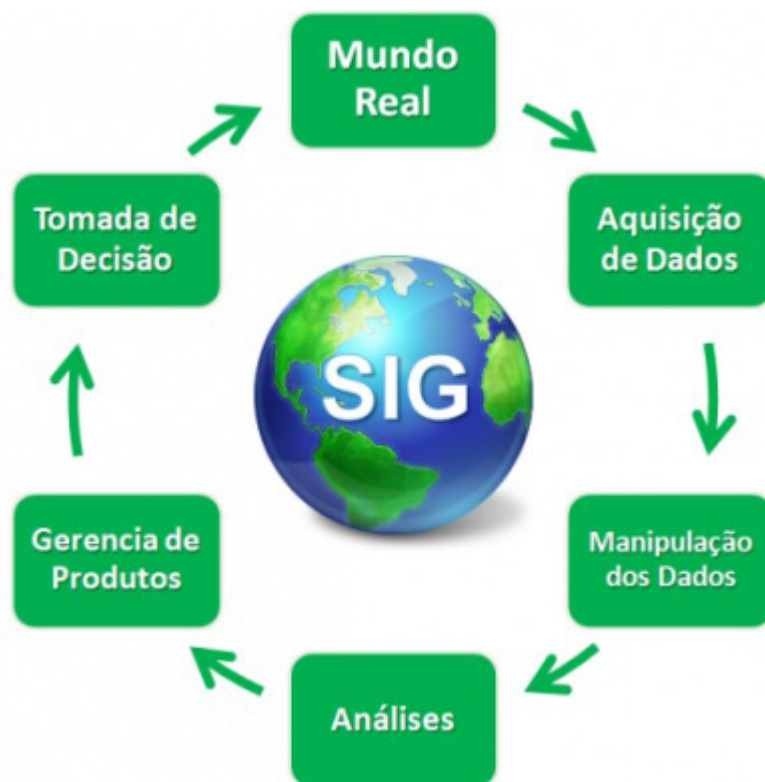 Mundo
Real
Aquisição
de Dados
Manipulação
dos Dados
Análises
Gerencia de
Produtos
Tomada de
Decisão
SIG